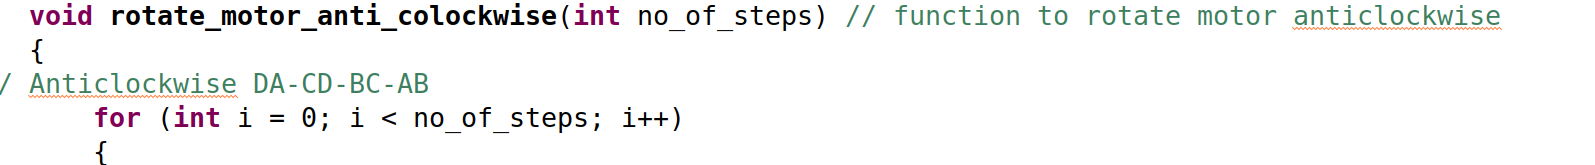 void rotate_motor_anti_colockwise(int no_of_steps) // function to rotate motor anticlockwise
{
/ Anticlockwise DA-CD-BC-AB
for (int i = 0; i < no_of_steps; i++)
{